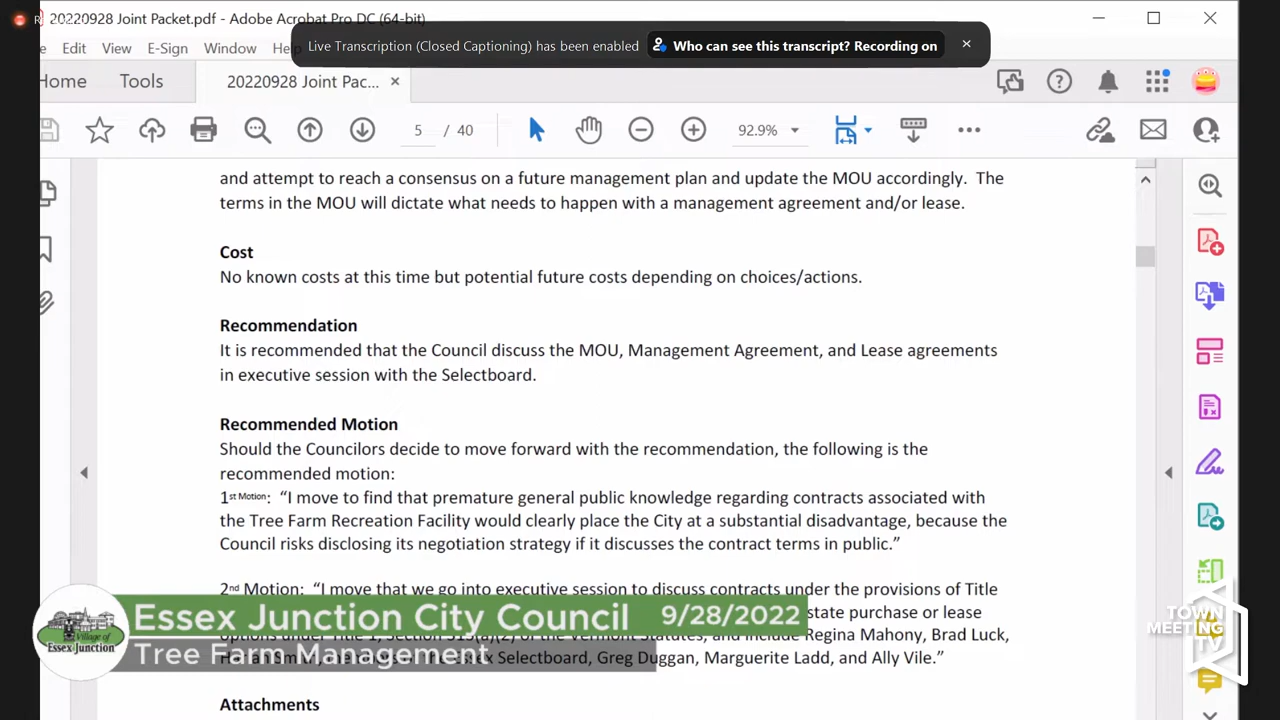 20220928 Joint Packet.pdf - Adobe Acrobat Pro DC (64-bit)
Live Transcription (Closed Captioning) has been enabled Who can see this transcript? Recording on
Edit View E-Sign Window
Home Tools 20220928 Joint Pac...
5 / 40 92.9%
and attempt to reach a consensus on a future management plan and update the MOU accordingly. The
terms in the MOU will dictate what needs to happen with a management agreement and/or lease.
Cost
No known costs at this time but potential future costs depending on choices/actions.
Recommendation
It is recommended that the Council discuss the MOU, Management Agreement, and Lease agreements
in executive session with the Selectboard.
Recommended Motion
Should the Councilors decide to move forward with the recommendation, the following is the
recommended motion:
1st Motion: “I move to find that premature general public knowledge regarding contracts associated with
the Tree Farm Recreation Facility would clearly place the City at a substantial disadvantage, because the
Council risks disclosing its negotiation strategy if it discusses the contract terms in public.”
2nd Motion: “I move that we go into executive session to discuss contracts under the provisions of Title
state purchase or lease
Regina Mahony, Brad Luck,
Selectboard, Greg Duggan, Marguerite Ladd, and Ally Vile.”
Attachments
Village of
Essex Junction
Essex Junction City Council 9/28/2022
Tree Farm Management
TOWN
MEETING
TV